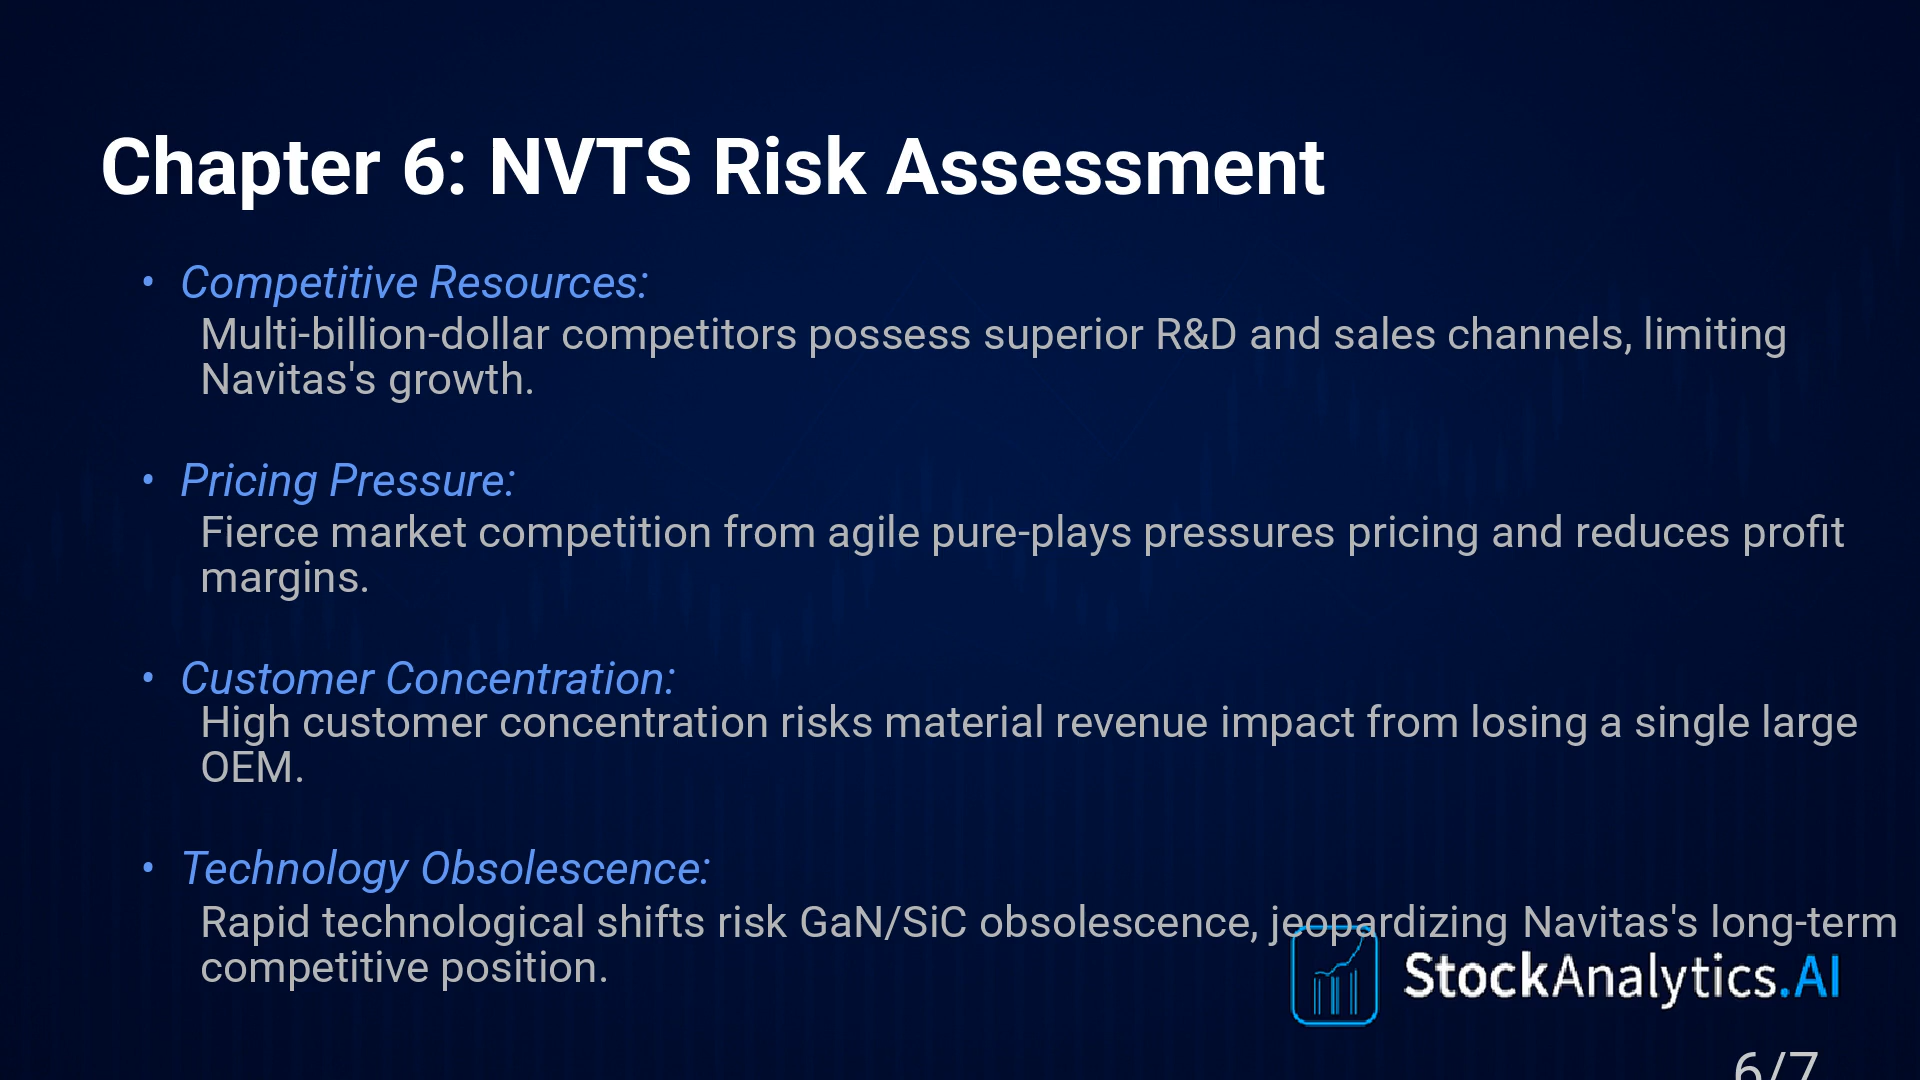 Chapter 6: NVTS Risk Assessment
• Competitive Resources:
Multi-billion-dollar competitors possess superior R&D and sales channels, limiting
Navitas's growth.
• Pricing Pressure:
Fierce market competition from agile pure-plays pressures pricing and reduces profit
margins.
• Customer Concentration:
High customer concentration risks material revenue impact from losing a single large
OEM.
• Technology Obsolescence:
Rapid technological shifts risk GaN/SiC obsolescence, jeopardizing Navitas's long-term
competitive position.
StockAnalytics.AI
6/7